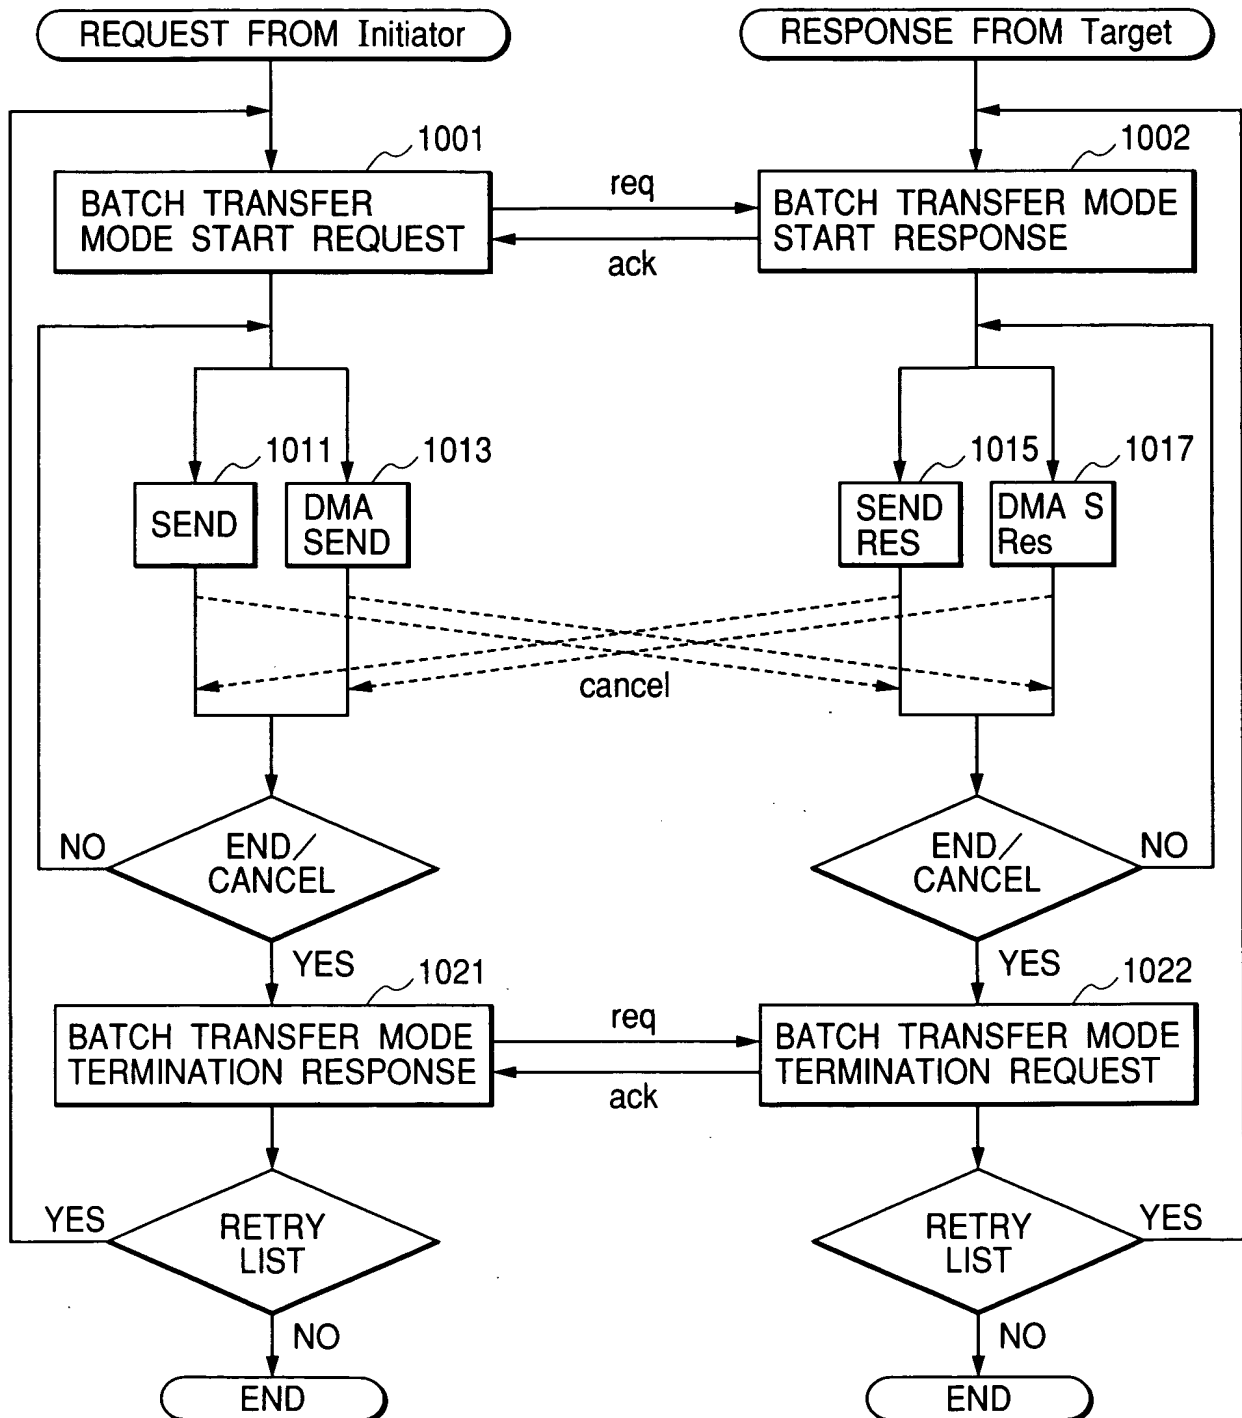 REQUEST FROM Initiator
RESPONSE FROM Target
1001
1002
BATCH TRANSFER
MODE START REQUEST
req
ack
BATCH TRANSFER MODE
START RESPONSE
1011
1013
1015
1017
SEND
DMA
SEND
SEND
RES
DMA S
Res
cancel
NO
END/
CANCEL
END/
CANCEL
NO
YES
YES
1021
1022
BATCH TRANSFER MODE
TERMINATION RESPONSE
req
ack
BATCH TRANSFER MODE
TERMINATION REQUEST
YES
RETRY
LIST
RETRY
LIST
YES
NO
NO
END
END